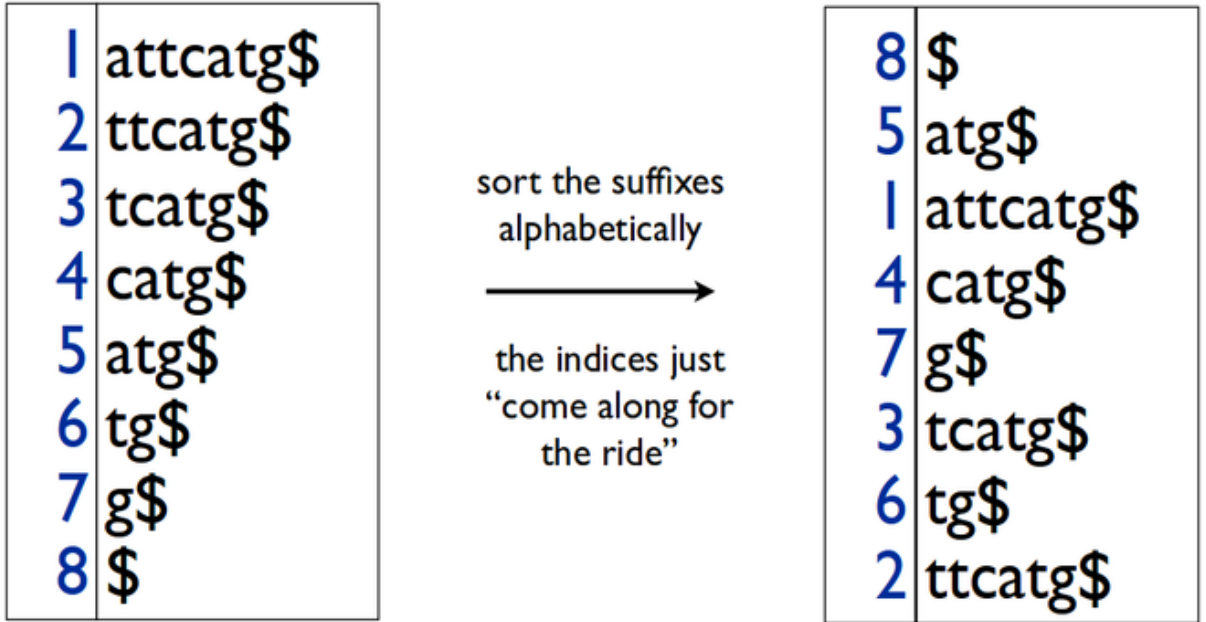 1 attcatg$
2 ttcatg$
3 tcatg$
4 catg$
5 atg$
6 tg$
7 g$
8 $
sort the suffixes
alphabetically
the indices just
“come along for
the ride”
8 $
5 atg$
1 attcatg$
4 catg$
7 g$
3 tcatg$
6 tg$
2 ttcatg$